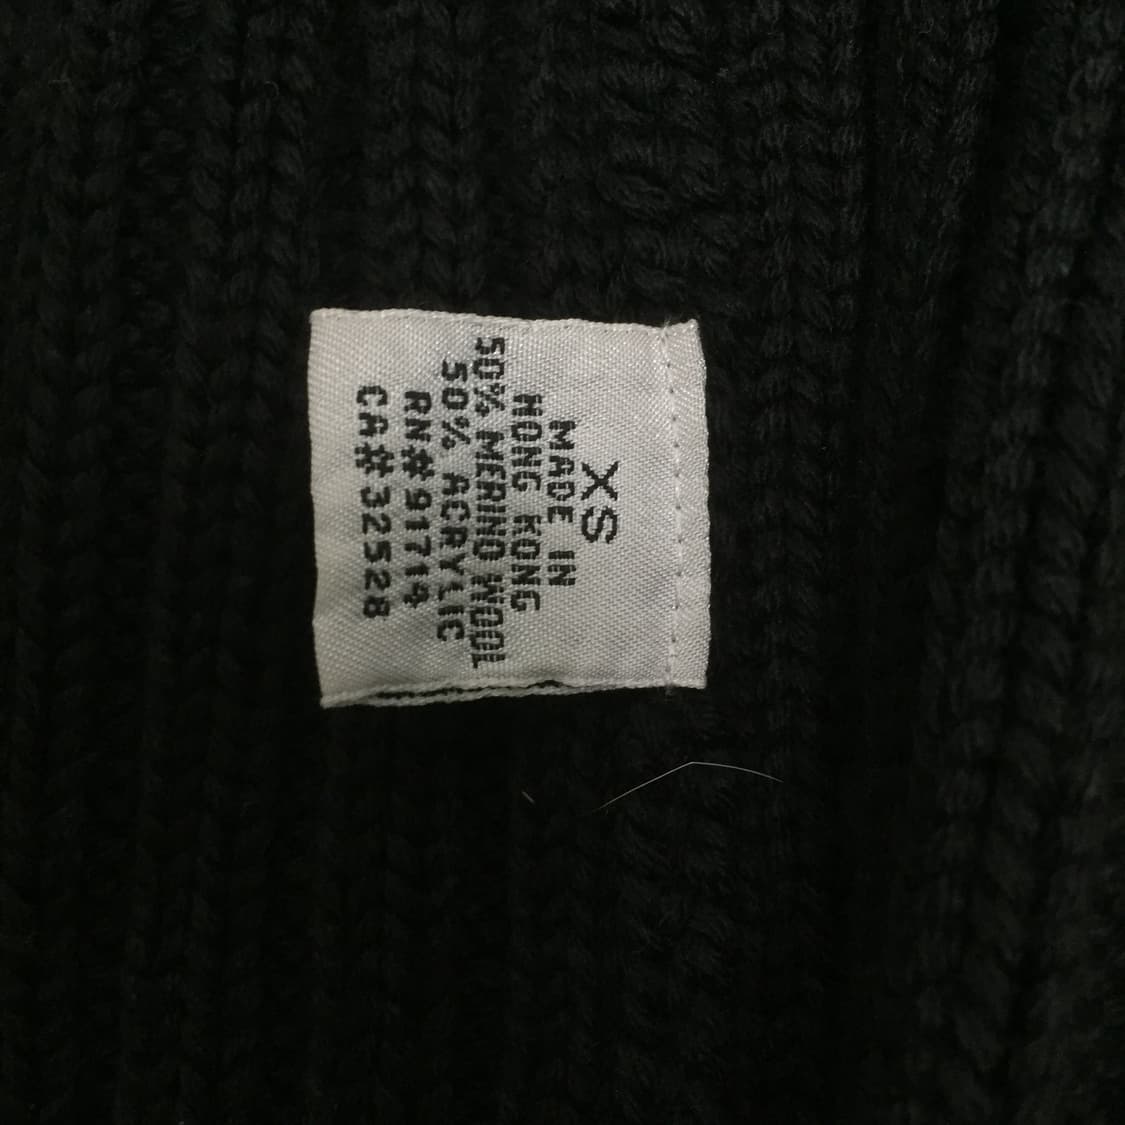 XS
MADE IN
HONG KONG
50% MERINO WOOL
50% ACRYLIC
RN#91714
CA#32528